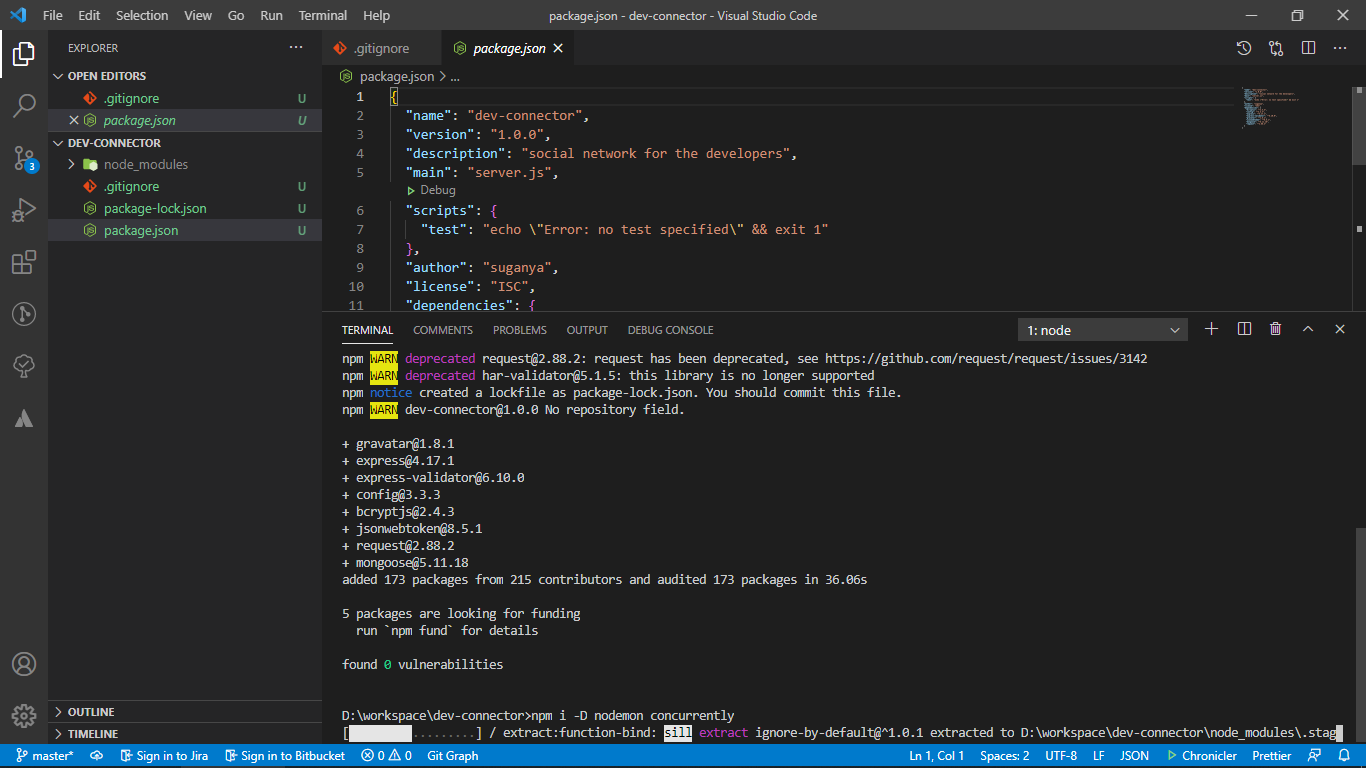 File Edit Selection View Go Run Terminal Help package.json - dev-connector - Visual Studio Code
EXPLORER
OPEN EDITORS
.gitignore U
package.json U
DEV-CONNECTOR
node_modules
.gitignore U
package-lock.json U
package.json U
OUTLINE
TIMELINE
3
.gitignore package.json
package.json > ...
1 {
2 "name": "dev-connector",
3 "version": "1.0.0",
4 "description": "social network for the developers",
5 "main": "server.js",
Debug
6 "scripts": {
7 "test": "echo \"Error: no test specified\" && exit 1"
8 },
9 "author": "suganya",
10 "license": "ISC",
11 "dependencies": {
TERMINAL COMMENTS PROBLEMS OUTPUT DEBUG CONSOLE 1: node
npm WARN deprecated request@2.88.2: request has been deprecated, see https://github.com/request/request/issues/3142
npm WARN deprecated har-validator@5.1.5: this library is no longer supported
npm notice created a lockfile as package-lock.json. You should commit this file.
npm WARN dev-connector@1.0.0 No repository field.
+ gravatar@1.8.1
+ express@4.17.1
+ express-validator@6.10.0
+ config@3.3.3
+ bcryptjs@2.4.3
+ jsonwebtoken@8.5.1
+ request@2.88.2
+ mongoose@5.11.18
added 173 packages from 215 contributors and audited 173 packages in 36.06s
5 packages are looking for funding
run `npm fund` for details
found 0 vulnerabilities
D:\workspace\dev-connector>npm i -D nodemon concurrently
[.........] / extract:function-bind: sill extract ignore-by-default@^1.0.1 extracted to D:\workspace\dev-connector\node_modules\.stag
master* Sign in to Jira Sign in to Bitbucket 0 0 Git Graph Ln 1, Col 1 Spaces: 2 UTF-8 LF JSON Chronicler Prettier